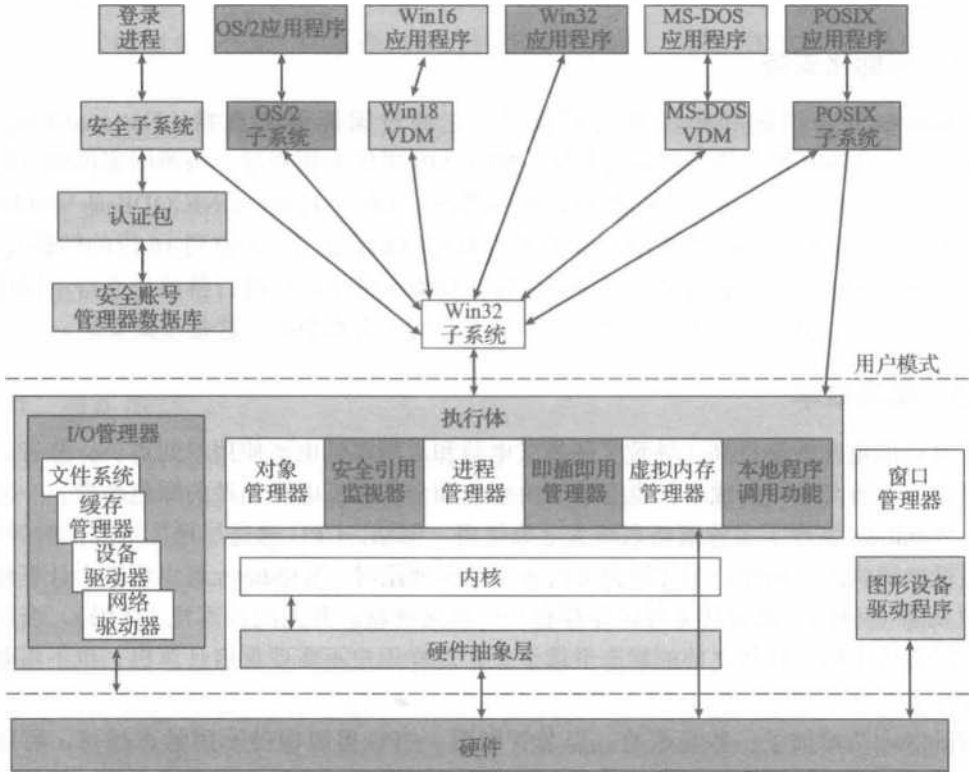 登录
进程
OS/2应用程序
Win16
应用程序
Win32
应用程序
MS-DOS
应用程序
POSIX
应用程序
安全子系统
OS/2
子系统
Win18
VDM
MS-DOS
VDM
POSIX
子系统
认证包
安全账号
管理器数据库
Win32
子系统
用户模式
执行体
I/O管理器
文件系统
缓存
管理器
设备
驱动器
网络
驱动器
对象
管理器
安全引用
监视器
进程
管理器
即插即用
管理器
虚拟内存
管理器
本地程序
调用功能
窗口
管理器
内核
硬件抽象层
图形设备
驱动程序
硬件